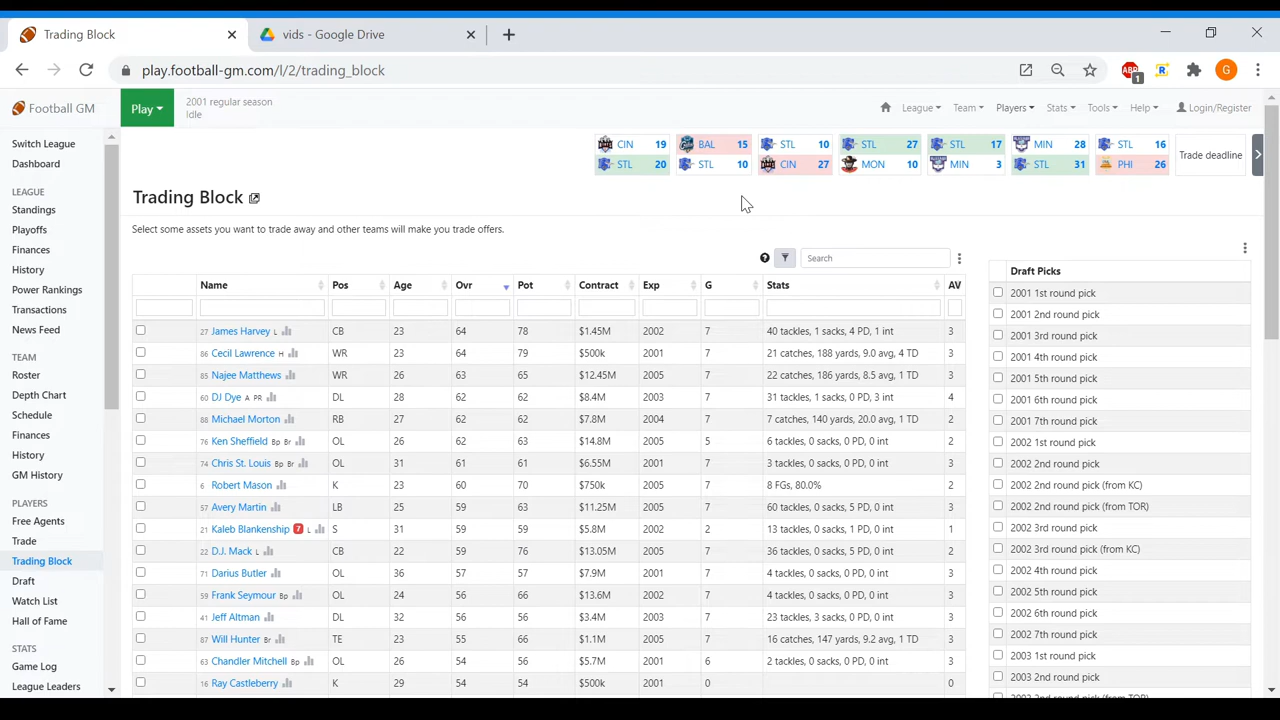 Trading Block
vids - Google Drive
play.football-gm.com/l/2/trading_block
ABP 1
R
G
Football GM
Play
2001 regular season
Idle
League
Team
Players
Stats
Tools
Help
Login/Register
CIN 19
STL 20
BAL 15
STL 10
STL 10
CIN 27
STL 27
MON 10
STL 17
MIN 3
MIN 28
STL 31
STL 16
PHI 26
Trade deadline
Switch League
Dashboard
LEAGUE
Standings
Playoffs
Finances
History
Power Rankings
Transactions
News Feed
TEAM
Roster
Depth Chart
Schedule
Finances
History
GM History
PLAYERS
Free Agents
Trade
Trading Block
Draft
Watch List
Hall of Fame
STATS
Game Log
League Leaders
Trading Block
Select some assets you want to trade away and other teams will make you trade offers.
Search
Name Pos Age Ovr Pot Contract Exp G Stats AV
27 James Harvey L CB 23 64 78 $1.45M 2002 7 40 tackles, 1 sacks, 4 PD, 1 int 3
86 Cecil Lawrence H WR 23 64 79 $500k 2001 7 21 catches, 188 yards, 9.0 avg, 4 TD 3
85 Najee Matthews WR 26 63 65 $12.45M 2005 7 22 catches, 186 yards, 8.5 avg, 1 TD 3
60 DJ Dye A PR DL 28 62 62 $8.4M 2003 7 31 tackles, 1 sacks, 0 PD, 3 int 4
88 Michael Morton RB 27 62 62 $7.8M 2004 7 7 catches, 140 yards, 20.0 avg, 1 TD 2
76 Ken Sheffield Bp Br OL 26 62 63 $14.8M 2005 5 6 tackles, 0 sacks, 0 PD, 0 int 2
74 Chris St. Louis Bp Br OL 31 61 61 $6.55M 2001 7 3 tackles, 0 sacks, 0 PD, 0 int 3
6 Robert Mason K 23 60 70 $750k 2001 7 8 FGs, 80.0% 2
57 Avery Martin LB 25 59 63 $11.25M 2005 7 60 tackles, 0 sacks, 5 PD, 0 int 3
21 Kaleb Blankenship 7 L S 31 59 59 $5.8M 2002 2 13 tackles, 0 sacks, 1 PD, 0 int 1
22 D.J. Mack L CB 22 59 76 $13.05M 2005 7 36 tackles, 0 sacks, 5 PD, 0 int 2
71 Darius Butler OL 36 57 57 $7.9M 2001 7 4 tackles, 0 sacks, 0 PD, 0 int 3
59 Frank Seymour Bp OL 24 56 66 $13.6M 2002 7 4 tackles, 0 sacks, 0 PD, 0 int 3
41 Jeff Altman DL 32 56 56 $3.4M 2003 7 23 tackles, 3 sacks, 0 PD, 0 int 2
87 Will Hunter Br TE 23 55 66 $1.1M 2005 7 16 catches, 147 yards, 9.2 avg, 1 TD 3
63 Chandler Mitchell Bp OL 26 54 56 $5.7M 2001 6 2 tackles, 0 sacks, 0 PD, 0 int 3
16 Ray Castleberry K 29 54 54 $500k 2001 0 0
Draft Picks
2001 1st round pick
2001 2nd round pick
2001 3rd round pick
2001 4th round pick
2001 5th round pick
2001 6th round pick
2001 7th round pick
2002 1st round pick
2002 2nd round pick
2002 2nd round pick (from KC)
2002 2nd round pick (from TOR)
2002 3rd round pick
2002 3rd round pick (from KC)
2002 4th round pick
2002 5th round pick
2002 6th round pick
2002 7th round pick
2003 1st round pick
2003 2nd round pick
2003 2nd round pick (from TOR)